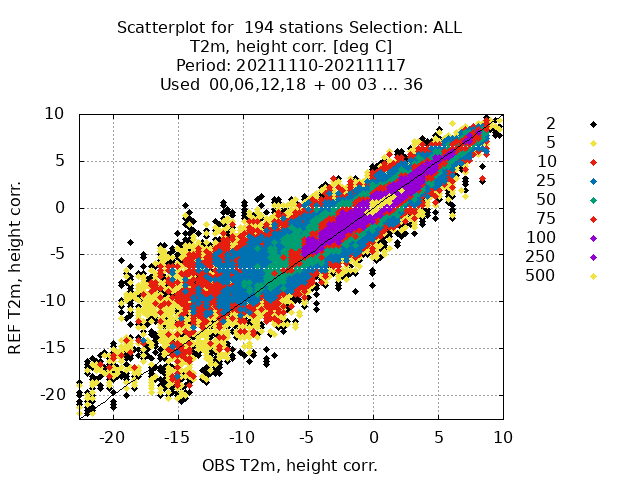 Scatterplot for  194 stations Selection: ALL
T2m, height corr. [deg C]
Period: 20211110-20211117
Used  00,06,12,18 + 00 03 ... 36
10
5
0
-5
-10
-15
-20
REF T2m, height corr.
-20 -15 -10 -5 0 5 10
OBS T2m, height corr.
2
5
10
25
50
75
100
250
500